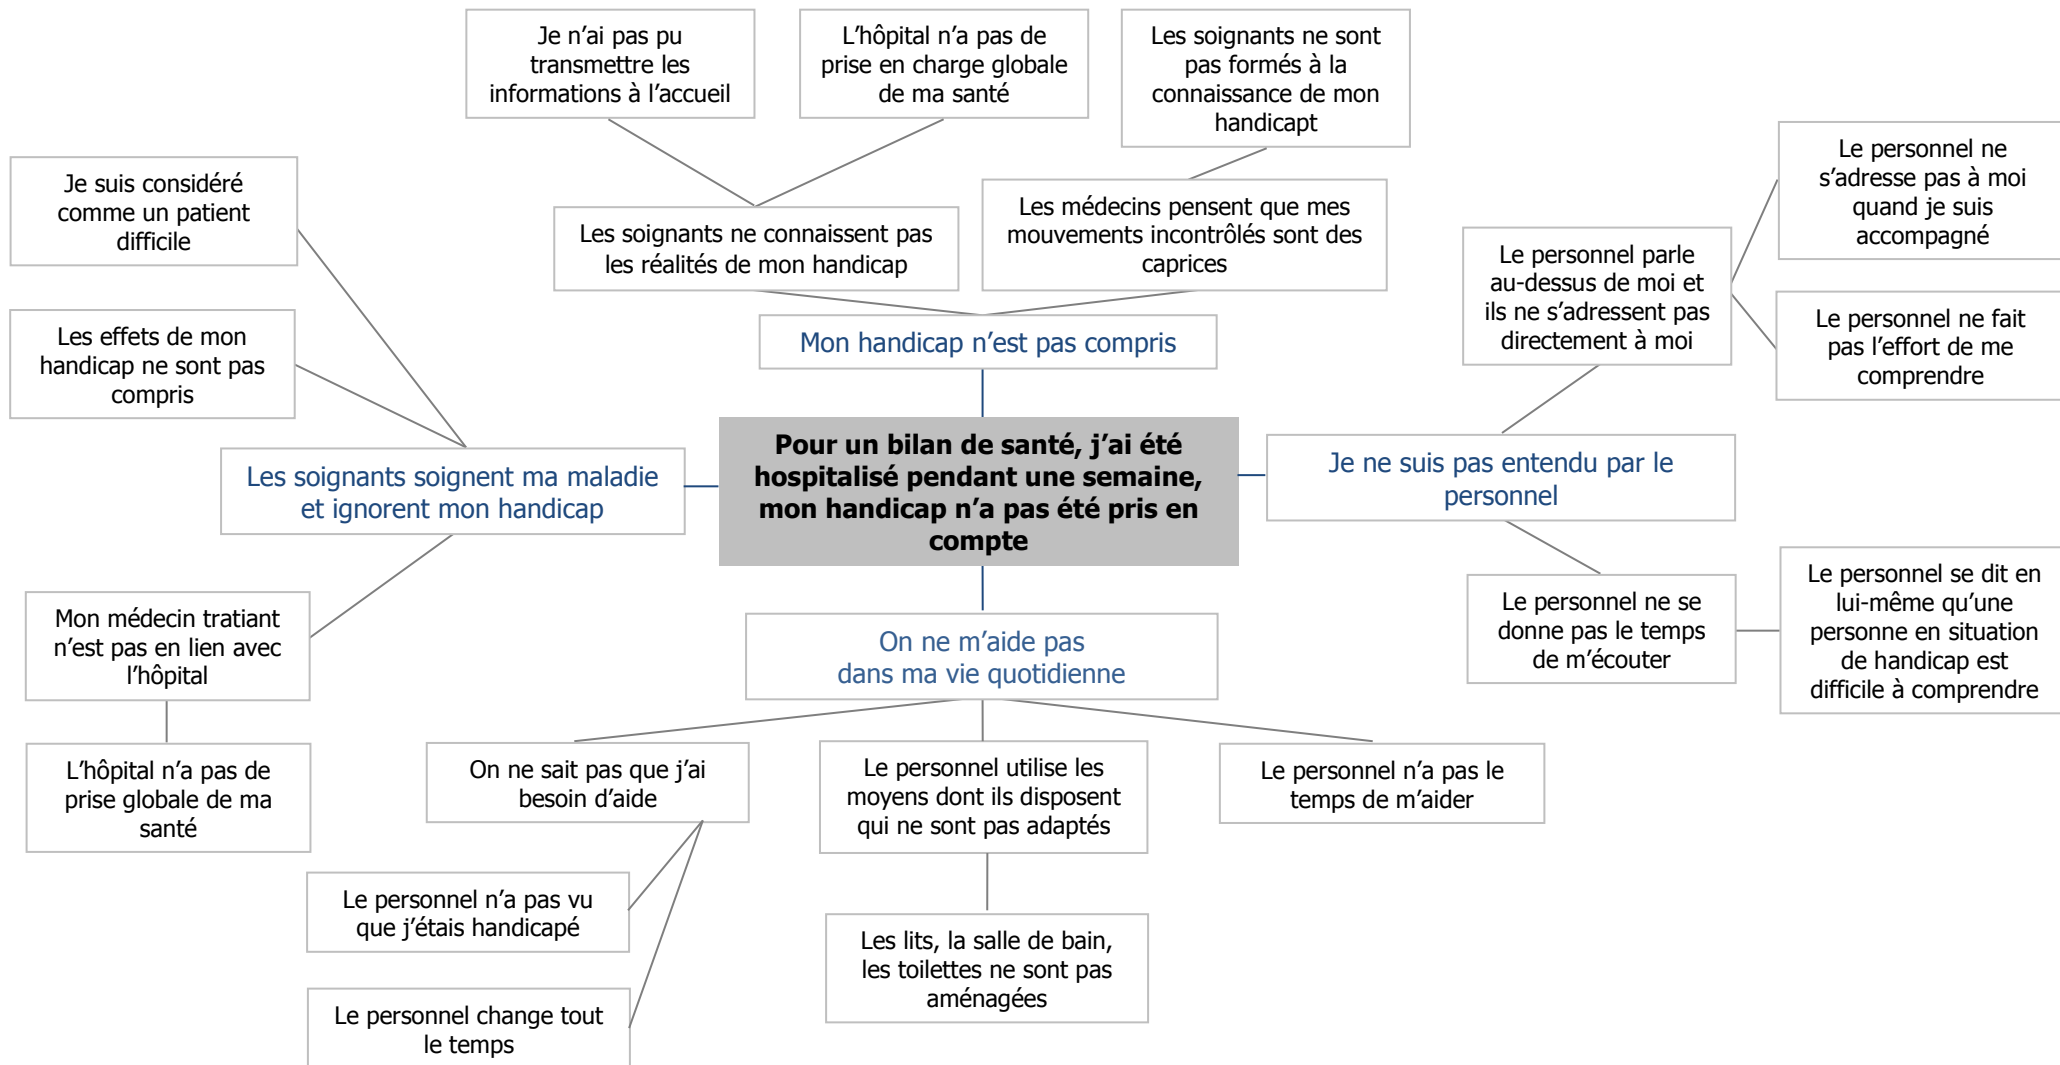 Je n’ai pas pu
transmettre les
informations à l’accueil
L’hôpital n’a pas de
prise en charge globale
de ma santé
Les soignants ne sont
pas formés à la
connaissance de mon
handicapt
Le personnel ne
s’adresse pas à moi
quand je suis
accompagné
Je suis considéré
comme un patient
difficile
Les soignants ne connaissent pas
les réalités de mon handicap
Les médecins pensent que mes
mouvements incontrôlés sont des
caprices
Le personnel parle
au-dessus de moi et
ils ne s’adressent pas
directement à moi
Les effets de mon
handicap ne sont pas
compris
Mon handicap n’est pas compris
Le personnel ne fait
pas l’effort de me
comprendre
Les soignants soignent ma maladie
et ignorent mon handicap
Pour un bilan de santé, j’ai été
hospitalisé pendant une semaine,
mon handicap n’a pas été pris en
compte
Je ne suis pas entendu par le
personnel
Mon médecin tratiant
n’est pas en lien avec
l’hôpital
On ne m’aide pas
dans ma vie quotidienne
Le personnel ne se
donne pas le temps
de m’écouter
Le personnel se dit en
lui-même qu’une
personne en situation
de handicap est
difficile à comprendre
L’hôpital n’a pas de
prise globale de ma
santé
On ne sait pas que j’ai
besoin d’aide
Le personnel utilise les
moyens dont ils disposent
qui ne sont pas adaptés
Le personnel n’a pas le
temps de m’aider
Le personnel n’a pas vu
que j’étais handicapé
Les lits, la salle de bain,
les toilettes ne sont pas
aménagées
Le personnel change tout
le temps